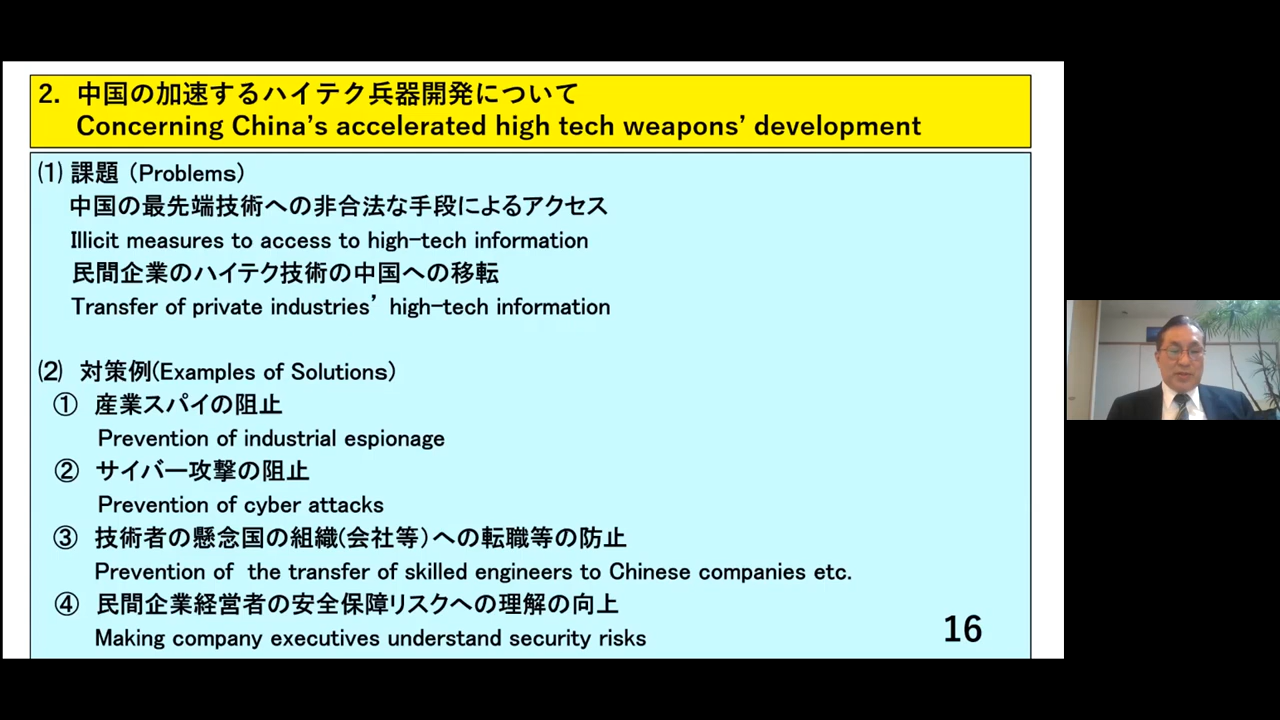 2. 中国の加速するハイテク兵器開発について
Concerning China's accelerated high tech weapons' development
⑴ 課題（Problems）
中国の最先端技術への非合法な手段によるアクセス
Illicit measures to access to high-tech information
民間企業のハイテク技術の中国への移転
Transfer of private industries’ high-tech information
⑵ 対策例(Examples of Solutions)
① 産業スパイの阻止
Prevention of industrial espionage
② サイバー攻撃の阻止
Prevention of cyber attacks
③ 技術者の懸念国の組織(会社等）への転職等の防止
Prevention of the transfer of skilled engineers to Chinese companies etc.
④ 民間企業経営者の安全保障リスクへの理解の向上
Making company executives understand security risks
16